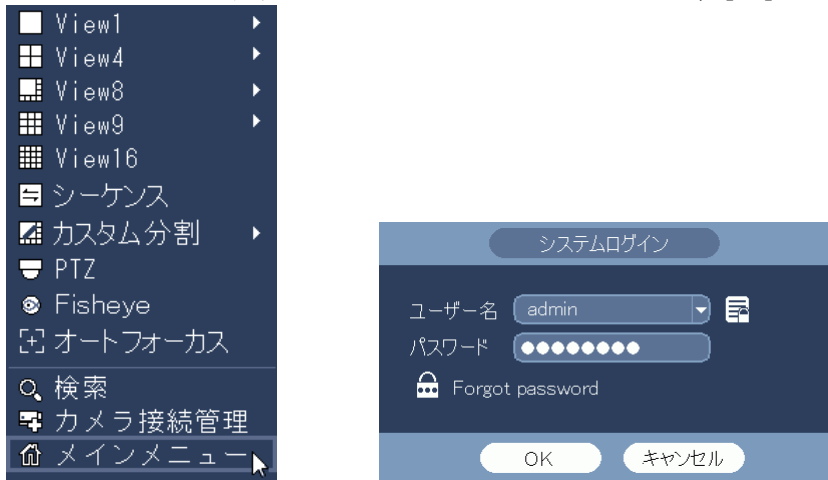 View1
View4
View8
View9
View16
シーケンス
カスタム分割
PTZ
Fisheye
オートフォーカス
検索
カメラ接続管理
メインメニュー
システムログイン
ユーザー名 admin
パスワード ●●●●●●●●
Forgot password
OK キャンセル